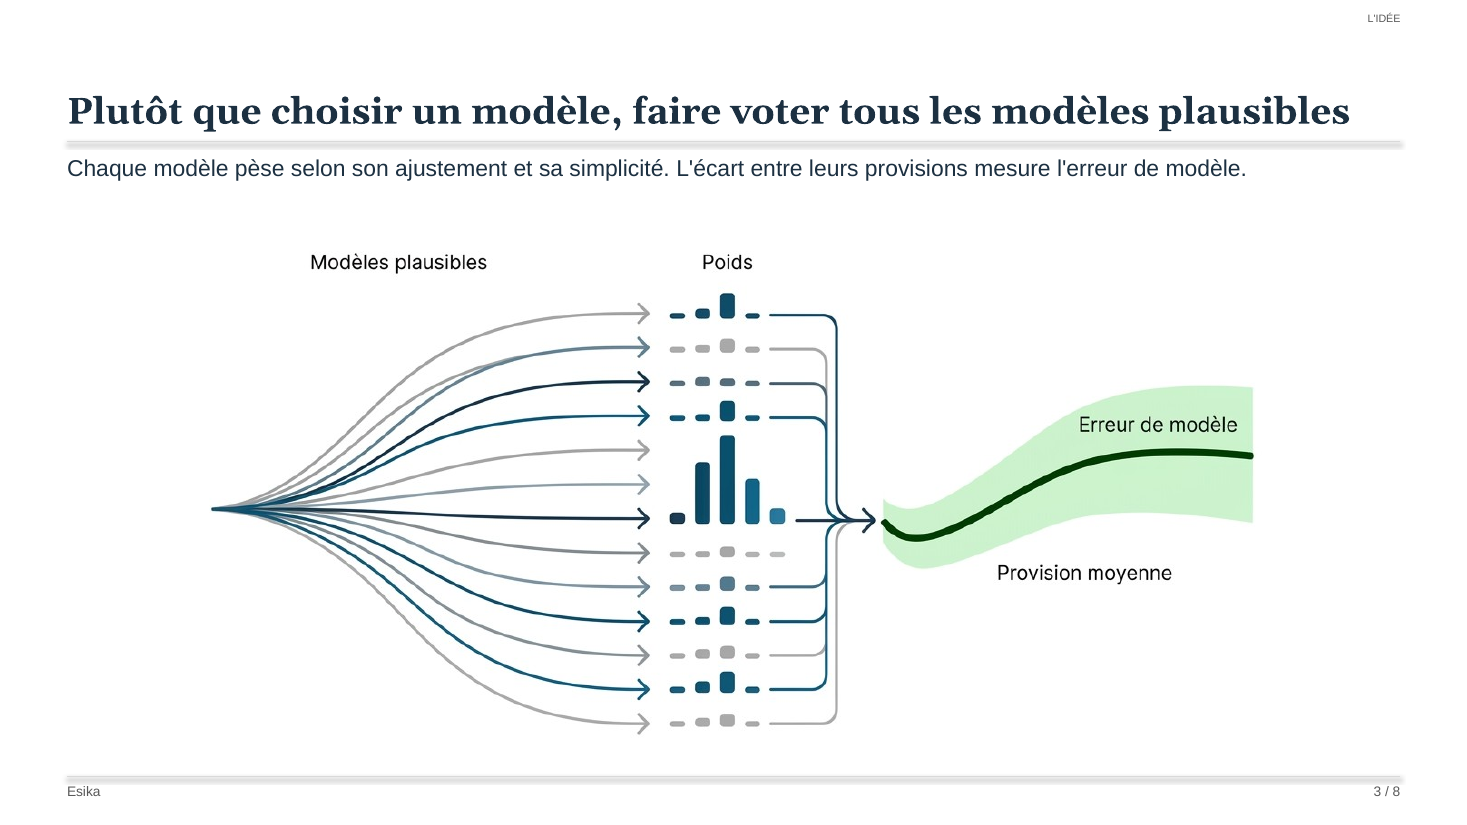 L'IDÉE
Plutôt que choisir un modèle, faire voter tous les modèles plausibles
Chaque modèle pèse selon son ajustement et sa simplicité. L'écart entre leurs provisions mesure l'erreur de modèle.
Modèles plausibles
Poids
Erreur de modèle
Provision moyenne
Esika
3 / 8